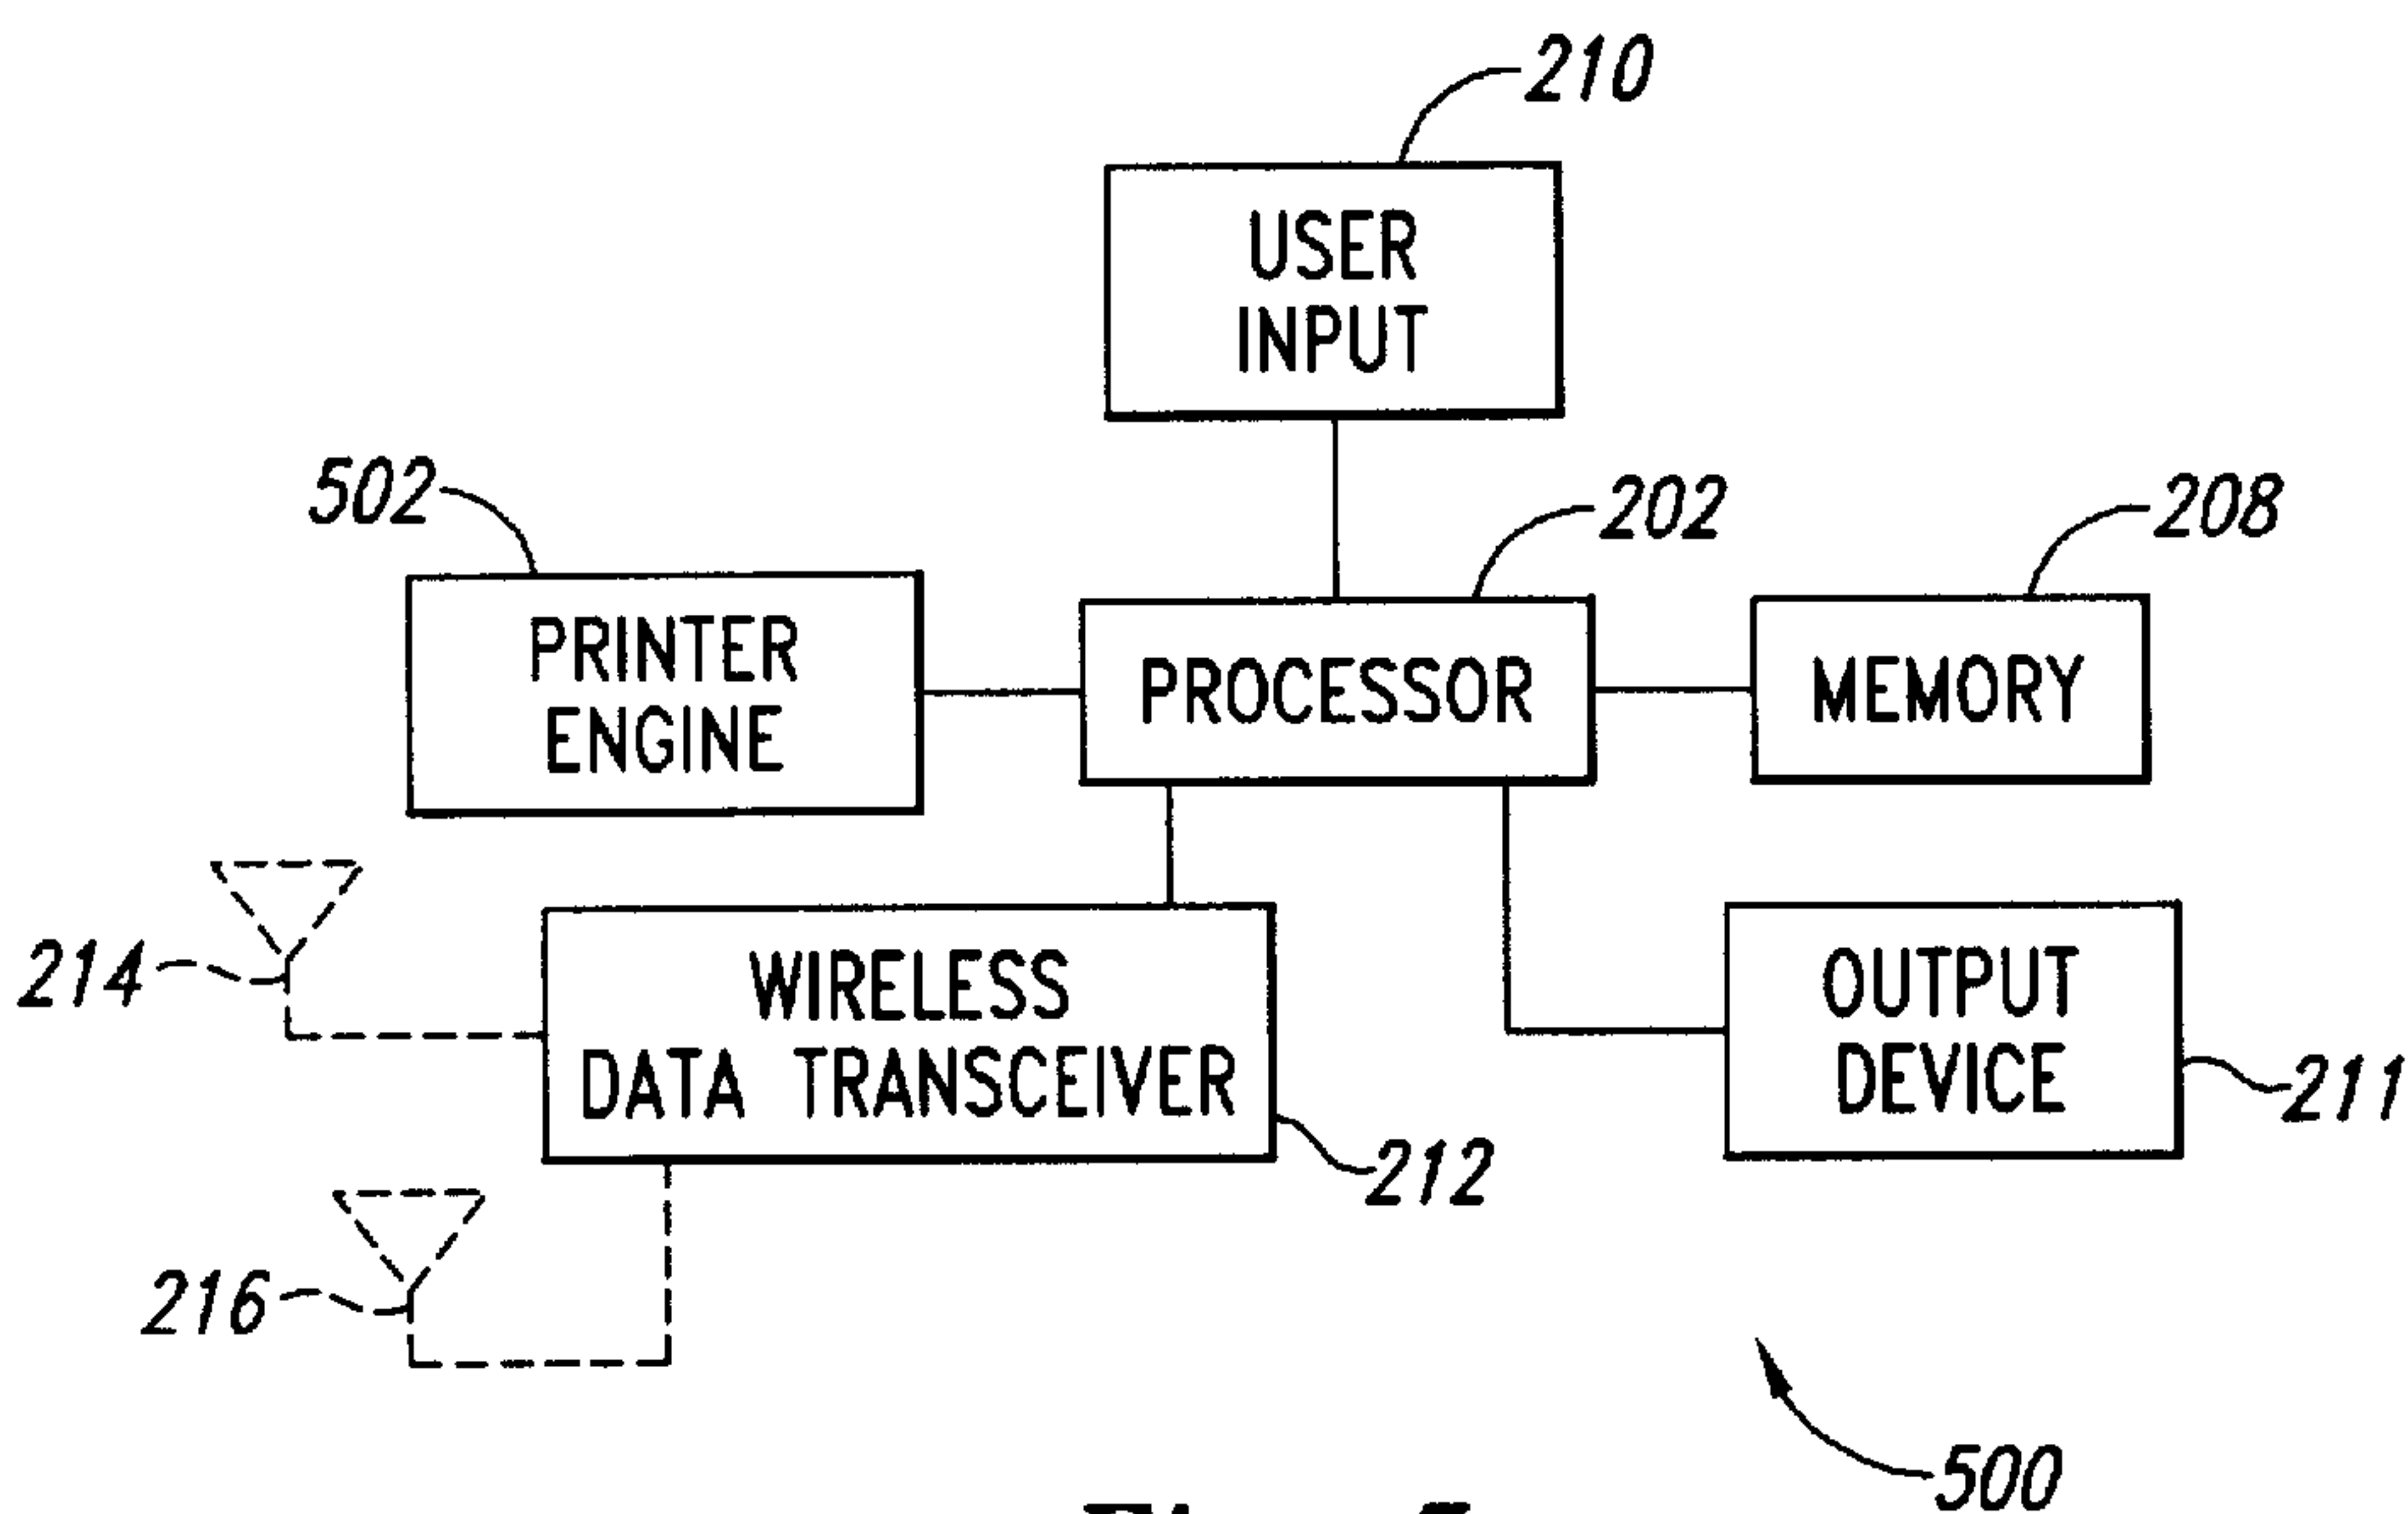 210
USER
INPUT
502
202
208
PRINTER
ENGINE
PROCESSOR
MEMORY
214
WIRELESS
DATA TRANSCEIVER
OUTPUT
DEVICE
211
212
216
500